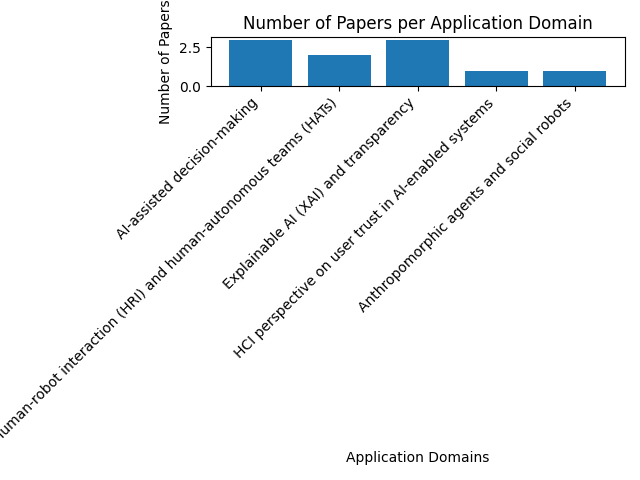 Number of Papers per Application Domain
Number of Papers
2.5
0.0
AI-assisted decision-making
uman-robot interaction (HRI) and human-autonomous teams (HATs)
Explainable AI (XAI) and transparency
HCI perspective on user trust in AI-enabled systems
Anthropomorphic agents and social robots
Application Domains